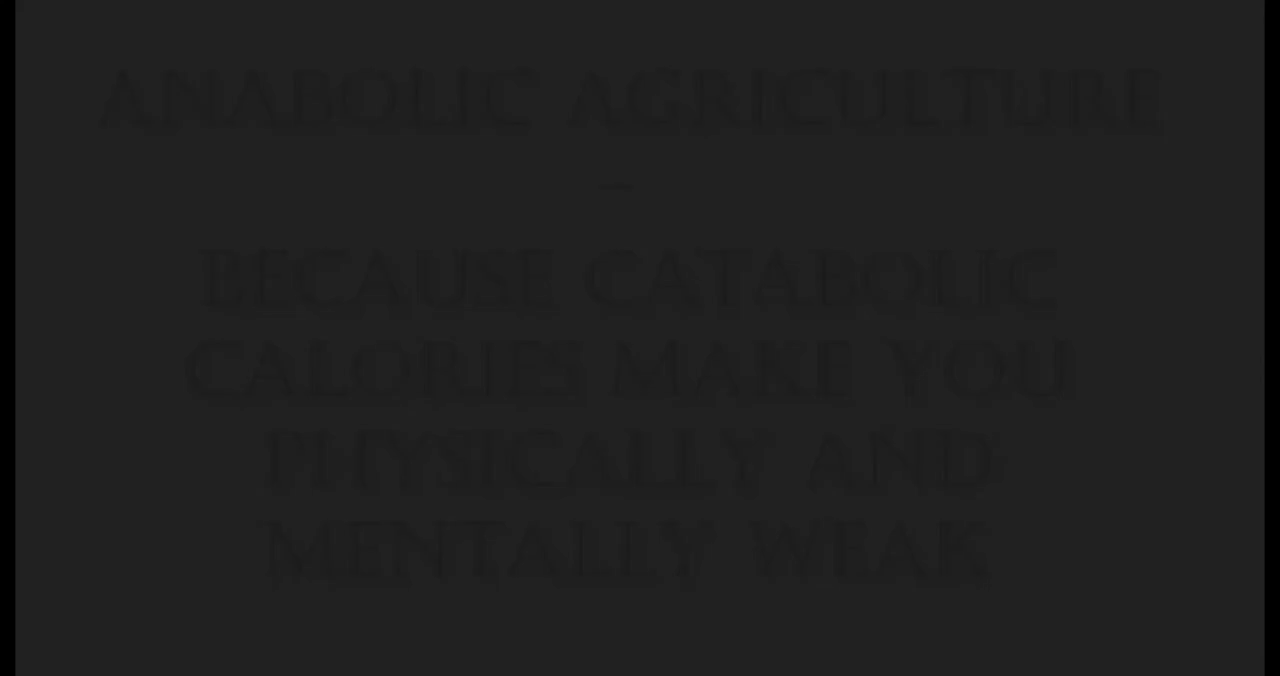 ANABOLIC AGRICULTURE
–
BECAUSE CATABOLIC
CALORIES MAKE YOU
PHYSICALLY AND
MENTALLY WEAK